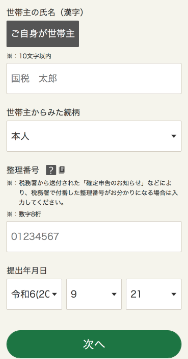 世帯主の氏名（漢字）
ご自身が世帯主
※：10文字以内
国税　太郎
世帯主からみた続柄
本人
整理番号 ?
※：税務署から送付された「確定申告のお知らせ」などにより、税務署で付番した整理番号がお分かりになる場合は入力してください。
※：数字8桁
01234567
提出年月日
令和6(20 9 21
次へ